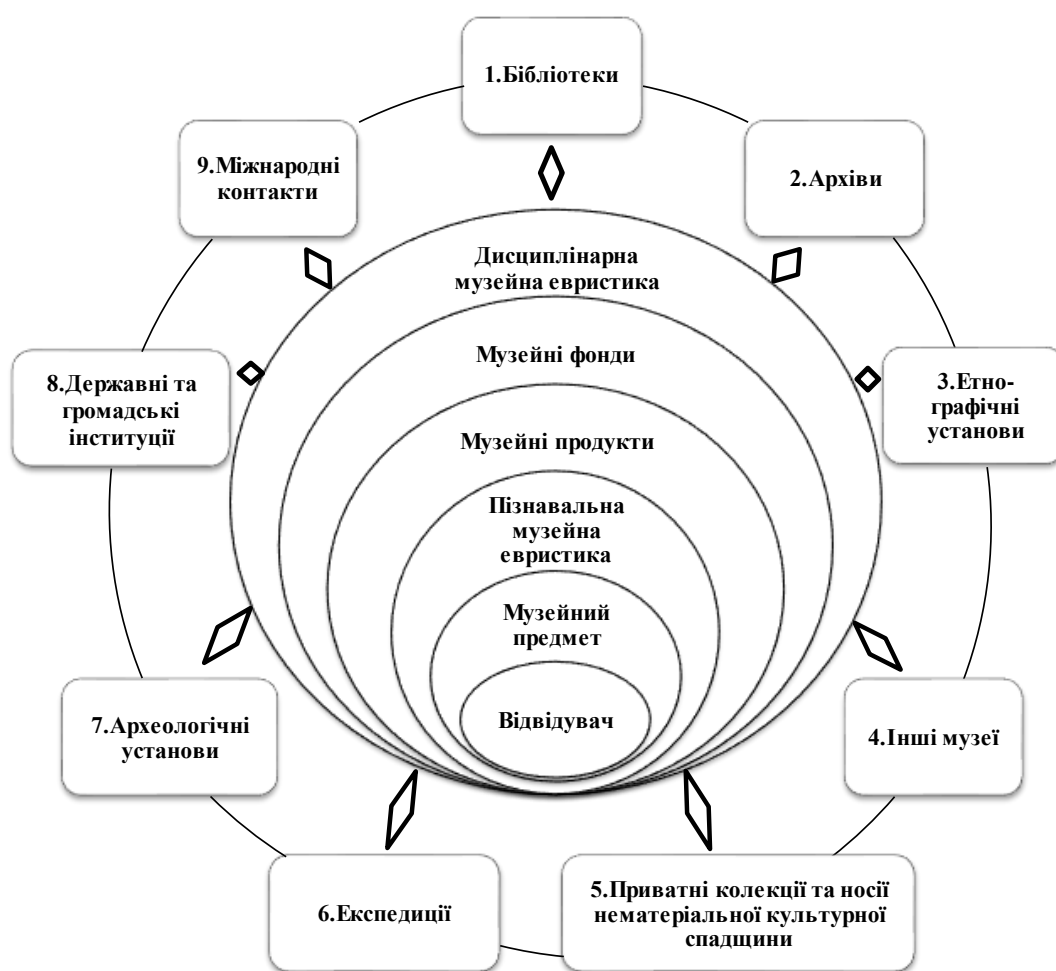 1.Бібліотеки
2.Архіви
3.Етно-
графічні
установи
4.Інші музеї
5.Приватні колекції та носії
нематеріальної культурної
спадщини
6.Експедиції
7.Археологічні
установи
8.Державні та
громадські
інституції
9.Міжнародні
контакти
Дисциплінарна
музейна евристика
Музейні фонди
Музейні продукти
Пізнавальна
музейна
евристика
Музейний
предмет
Відвідувач